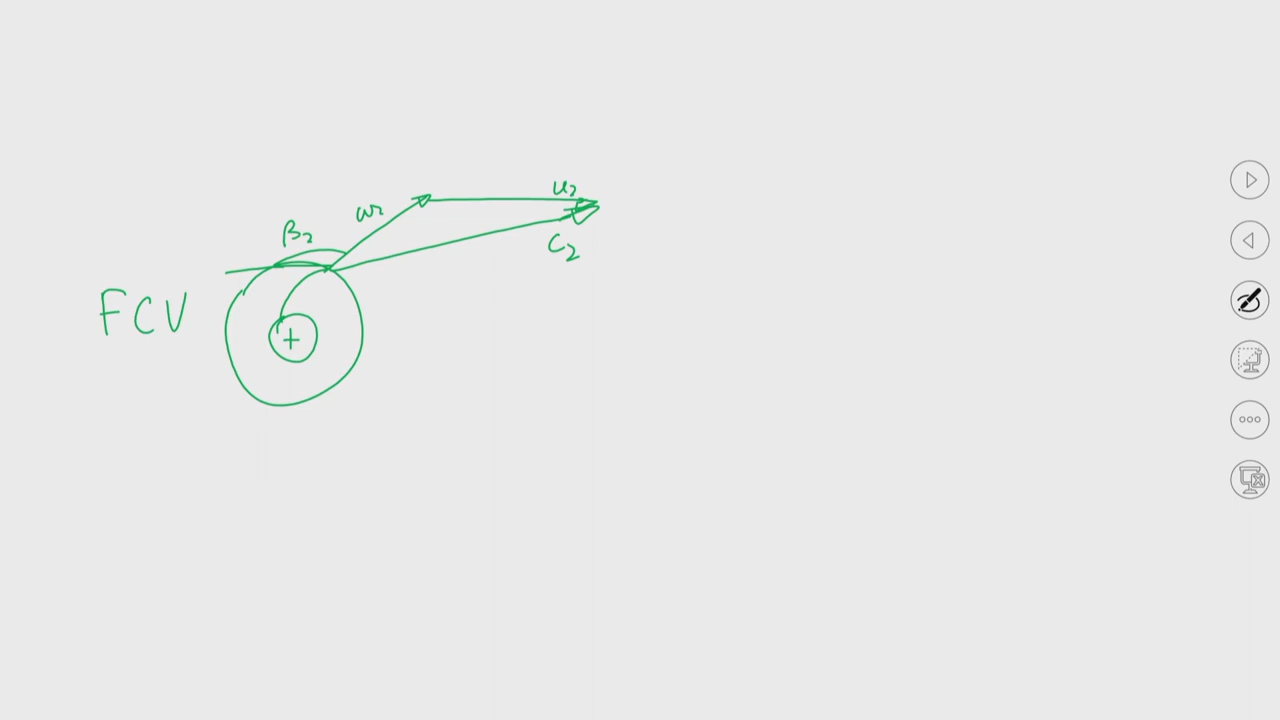 u₂
w₂
β₂
C₂
FCV
+